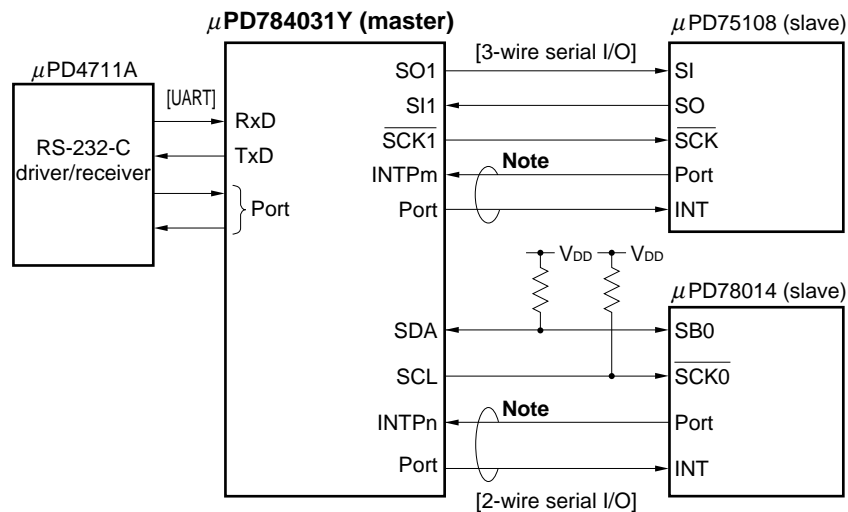 μPD784031Y (master)
μPD75108 (slave)
μPD4711A
[UART]
RS-232-C
driver/receiver
RxD
TxD
Port
SO1
SI1
SCK1
INTPm
Port
[3-wire serial I/O]
Note
SI
SO
SCK
Port
INT
VDD
VDD
μPD78014 (slave)
SDA
SCL
INTPn
Port
Note
SB0
SCK0
Port
INT
[2-wire serial I/O]